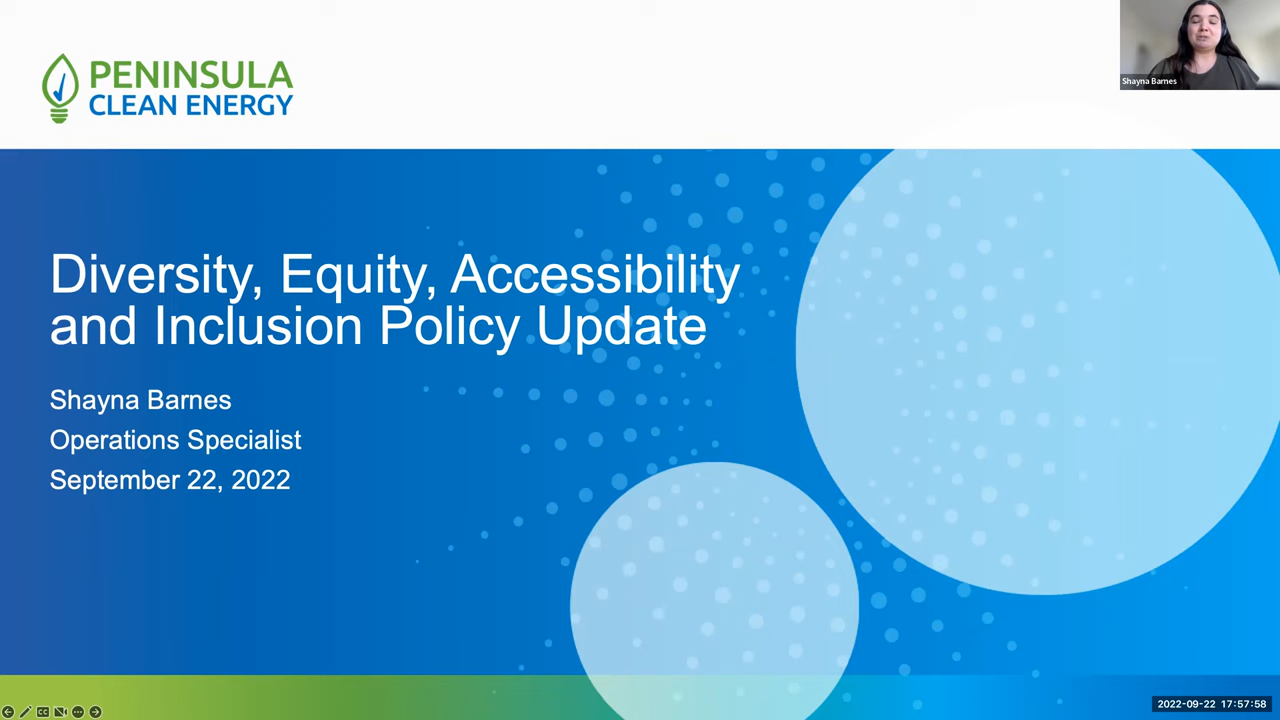 PENINSULA
CLEAN ENERGY
Shayna Barnes
Diversity, Equity, Accessibility
and Inclusion Policy Update
Shayna Barnes
Operations Specialist
September 22, 2022
CC
2022-09-22 17:57:58